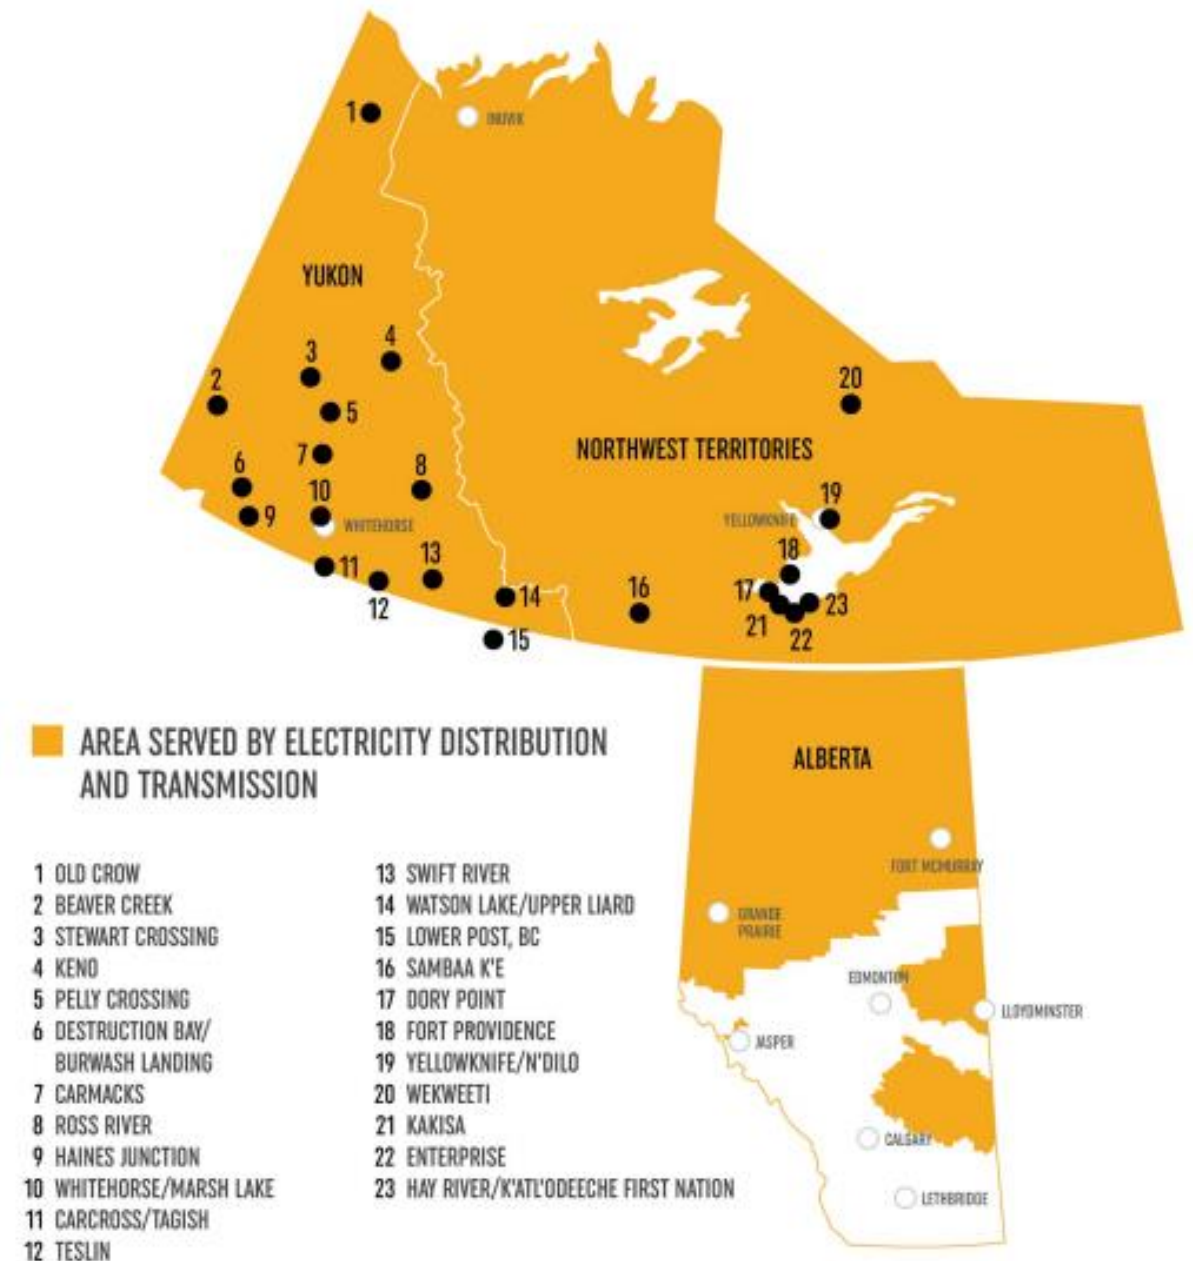 1
INUVIK
YUKON
3
4
2
5
20
7
NORTHWEST TERRITORIES
6
8
10
19
9
WHITEHORSE
YELLOWKNIFE
18
11
13
12
14
16
17
23
21
22
15
AREA SERVED BY ELECTRICITY DISTRIBUTION
AND TRANSMISSION
ALBERTA
FORT MCMURRAY
GRANDE
PRAIRIE
EDMONTON
LLOYDMINSTER
JASPER
CALGARY
LETHBRIDGE
1 OLD CROW
2 BEAVER CREEK
3 STEWART CROSSING
4 KENO
5 PELLY CROSSING
6 DESTRUCTION BAY/
BURWASH LANDING
7 CARMACKS
8 ROSS RIVER
9 HAINES JUNCTION
10 WHITEHORSE/MARSH LAKE
11 CARCROSS/TAGISH
12 TESLIN
13 SWIFT RIVER
14 WATSON LAKE/UPPER LIARD
15 LOWER POST, BC
16 SAMBAA K'E
17 DORY POINT
18 FORT PROVIDENCE
19 YELLOWKNIFE/N'DILO
20 WEKWEETI
21 KAKISA
22 ENTERPRISE
23 HAY RIVER/K'ATL'ODEECHE FIRST NATION